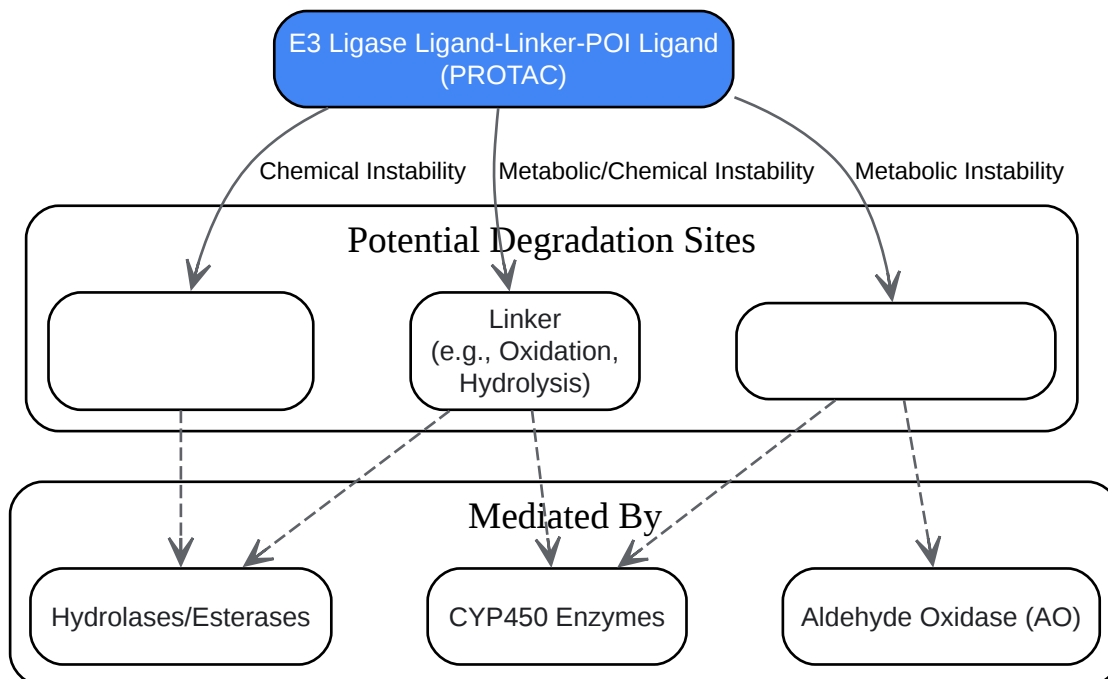 E3 Ligase Ligand-Linker-POI Ligand
(PROTAC)
Chemical Instability
Metabolic/Chemical Instability
Metabolic Instability
Potential Degradation Sites
Linker
(e.g., Oxidation,
Hydrolysis)
Mediated By
Hydrolases/Esterases
CYP450 Enzymes
Aldehyde Oxidase (AO)